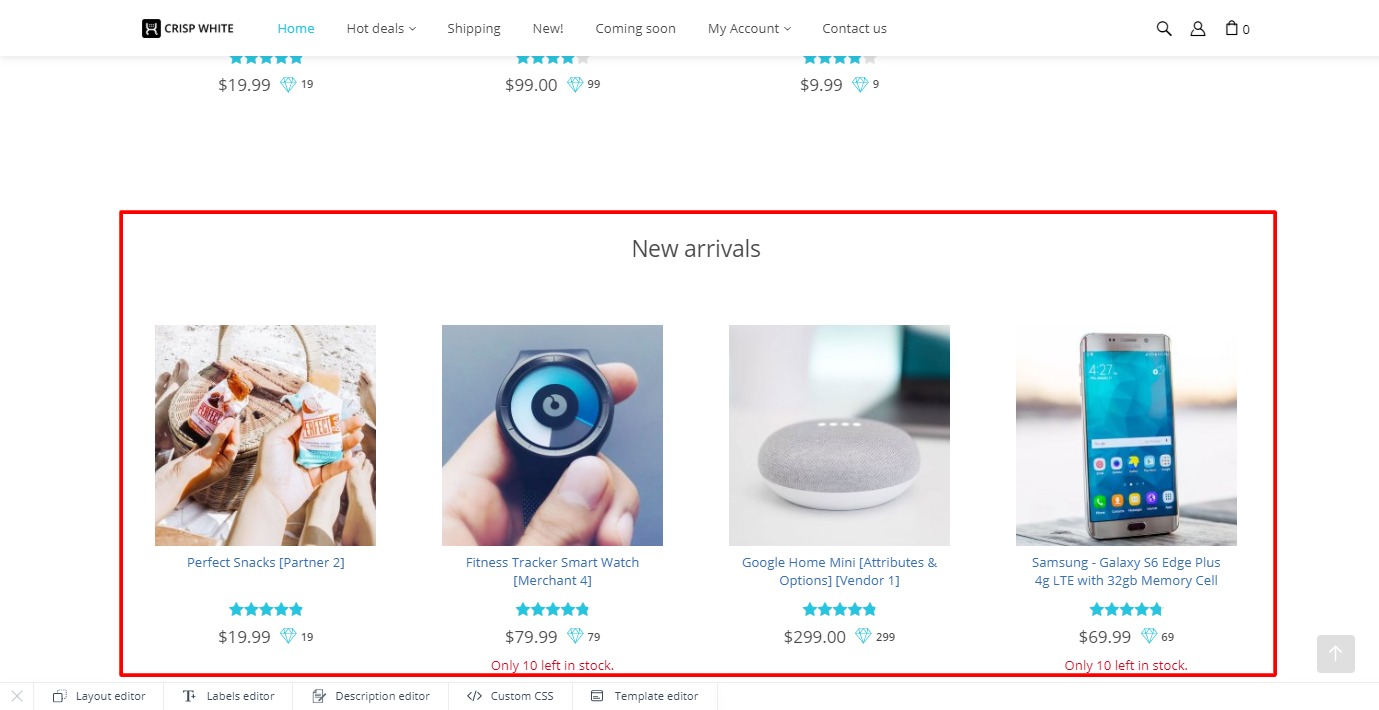 CRISP WHITE
Home
Hot deals
Shipping
New!
Coming soon
My Account
Contact us
0
$19.99 19
$99.00 99
$9.99 9
New arrivals
PERFECT
PERFECT
4:27
Perfect Snacks [Partner 2]
Fitness Tracker Smart Watch
[Merchant 4]
Google Home Mini [Attributes &
Options] [Vendor 1]
Samsung - Galaxy S6 Edge Plus
4g LTE with 32gb Memory Cell
$19.99 19
$79.99 79
$299.00 299
$69.99 69
Only 10 left in stock.
Only 10 left in stock.
Layout editor
Labels editor
Description editor
Custom CSS
Template editor